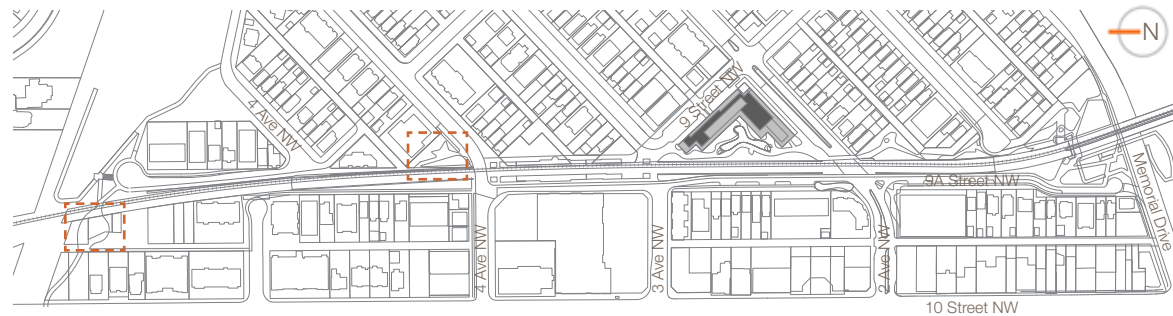 N
4 Ave NW
9 Street NW
9A Street NW
Memorial Drive
4 Ave NW
3 Ave NW
2 Ave NW
10 Street NW